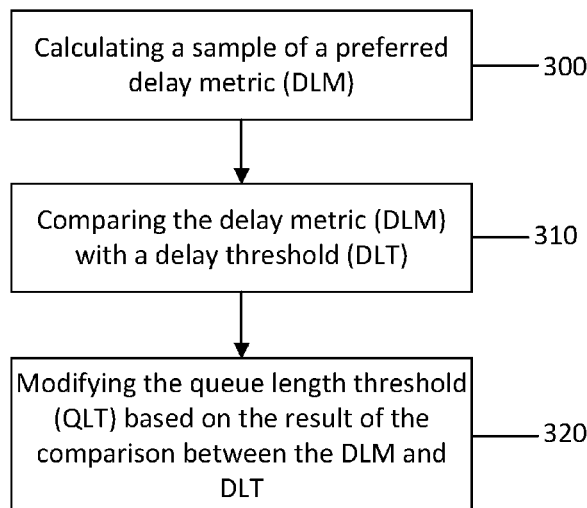 Calculating a sample of a preferred
delay metric (DLM)
300
Comparing the delay metric (DLM)
with a delay threshold (DLT)
310
Modifying the queue length threshold
(QLT) based on the result of the
comparison between the DLM and
DLT
320